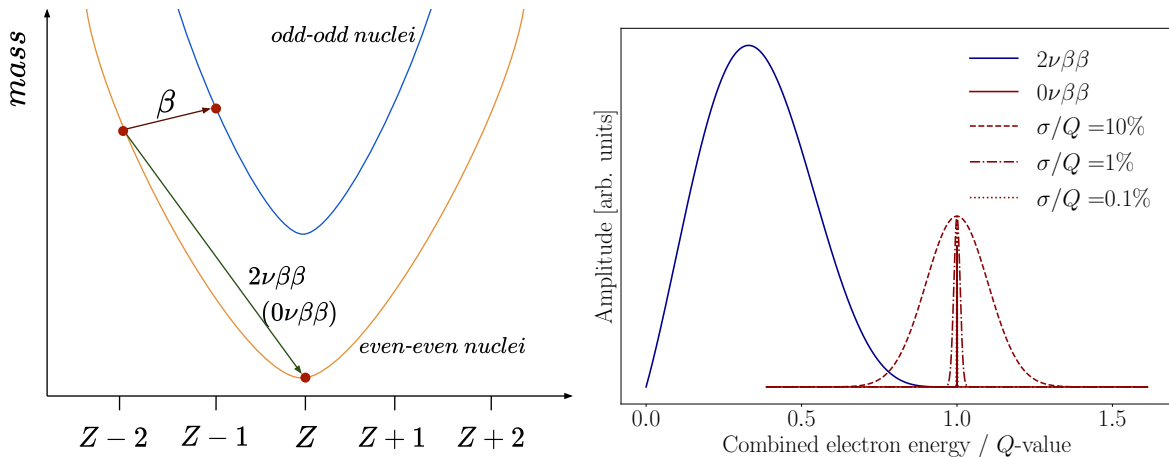 mass
odd-odd nuclei
β
2νββ
(0νββ)
even-even nuclei
Z − 2
Z − 1
Z
Z + 1
Z + 2
Amplitude [arb. units]
2νββ
0νββ
σ/Q =10%
σ/Q =1%
σ/Q =0.1%
0.0
0.5
1.0
1.5
Combined electron energy / Q-value